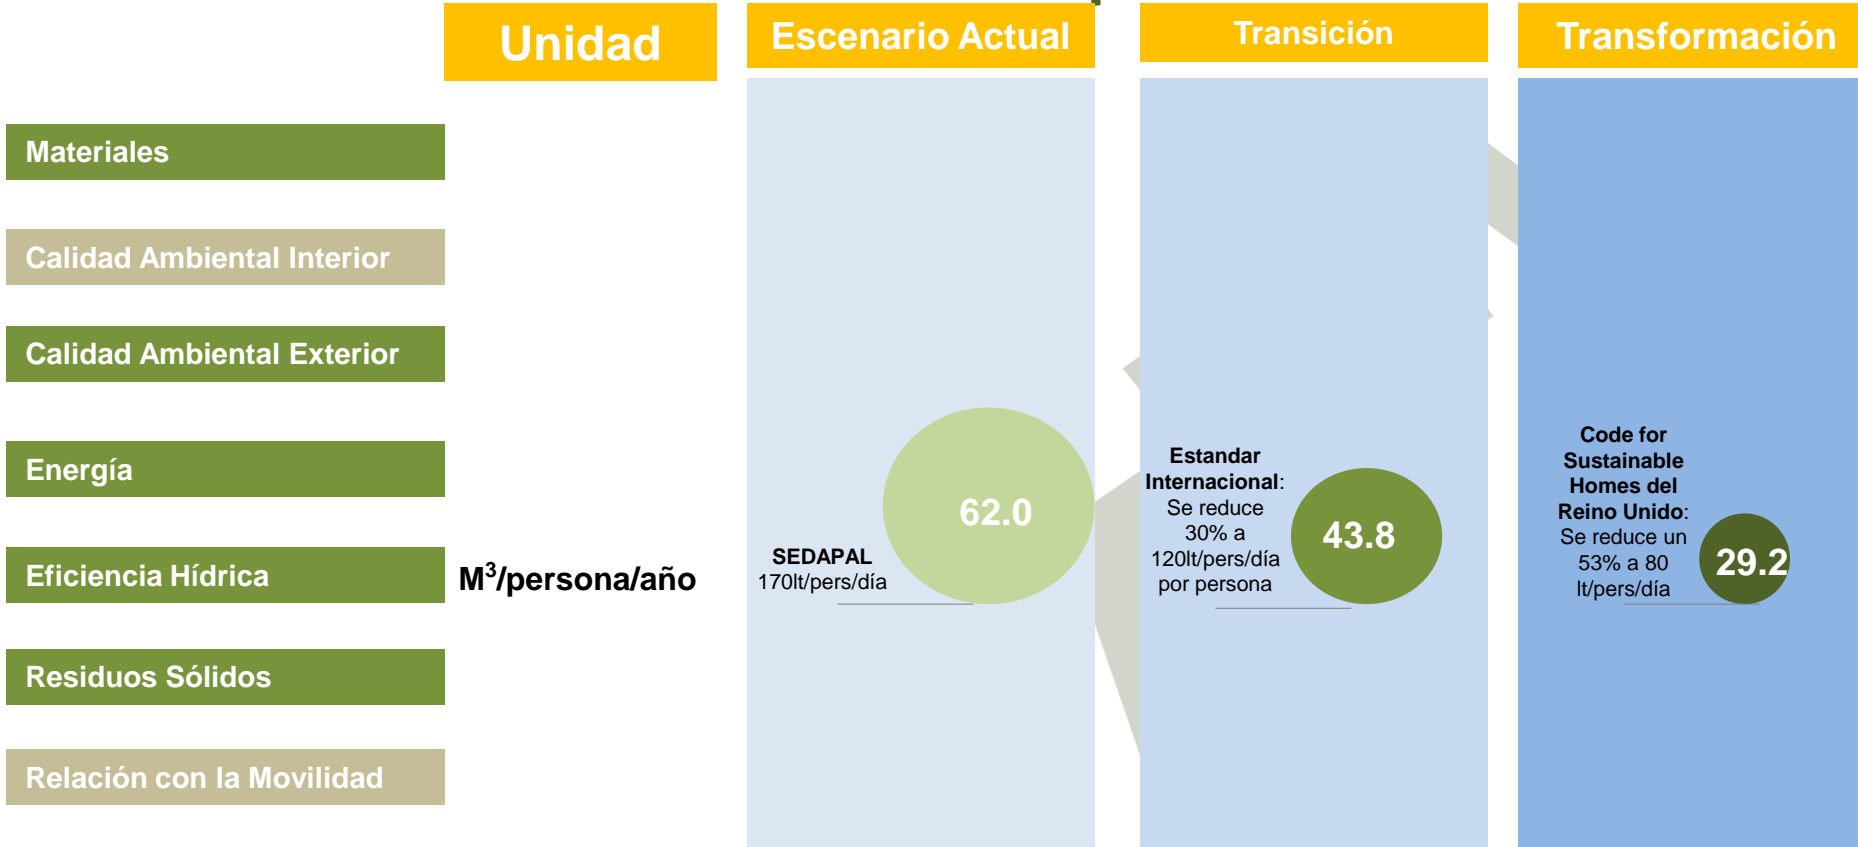 Unidad
Escenario Actual
Transición
Transformación
Materiales
Calidad Ambiental Interior
Calidad Ambiental Exterior
Energía
Eficiencia Hídrica
Residuos Sólidos
Relación con la Movilidad
M³/persona/año
SEDAPAL
170lt/pers/día
62.0
Estandar
Internacional:
Se reduce
30% a
120lt/pers/día
por persona
43.8
Code for
Sustainable
Homes del
Reino Unido:
Se reduce un
53% a 80
lt/pers/día
29.2